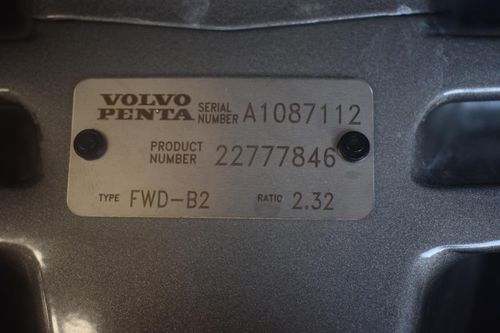 VOLVO PENTA SERIAL NUMBER A1087112
PRODUCT NUMBER 22777846
TYPE FWD-B2 RATIO 2.32